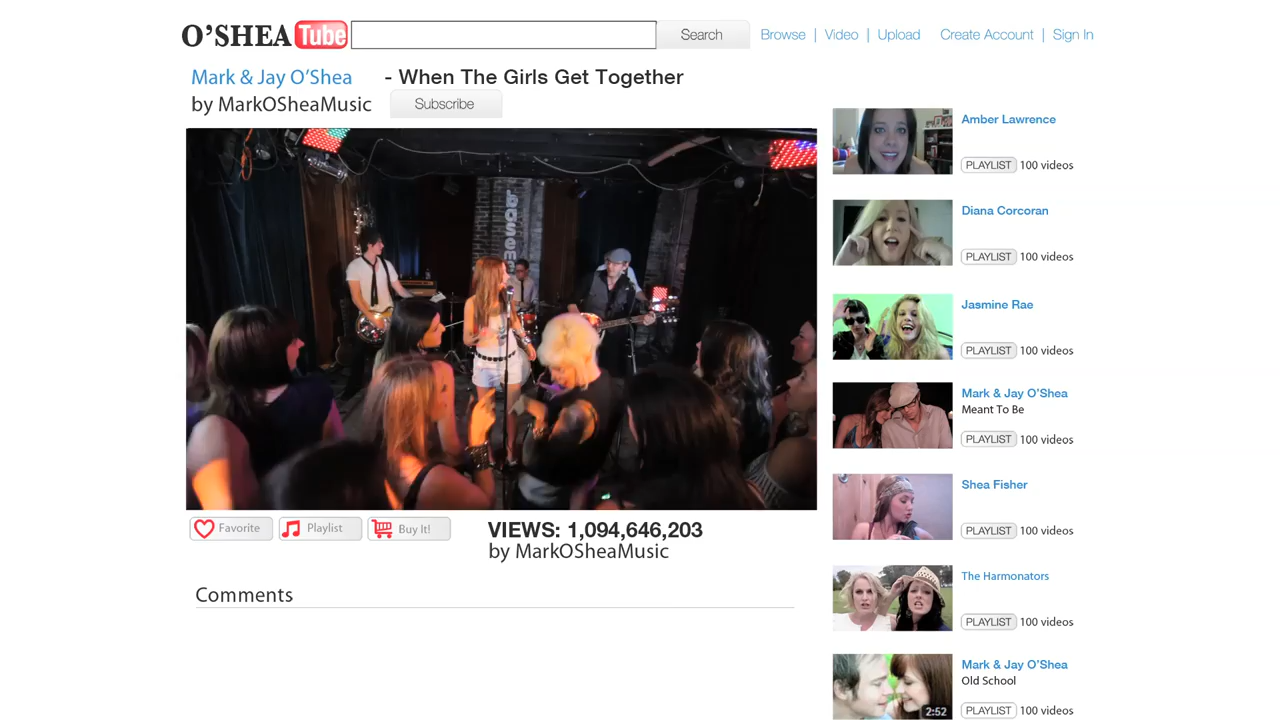 O'SHEA Tube
Search
Browse | Video | Upload Create Account | Sign In
Mark & Jay O'Shea - When The Girls Get Together
by MarkOSheaMusic
Subscribe
Favorite
Playlist
Buy It!
VIEWS: 1,094,646,203
by MarkOSheaMusic
Comments
Amber Lawrence
PLAYLIST 100 videos
Diana Corcoran
PLAYLIST 100 videos
Jasmine Rae
PLAYLIST 100 videos
Mark & Jay O'Shea
Meant To Be
PLAYLIST 100 videos
Shea Fisher
PLAYLIST 100 videos
The Harmonators
PLAYLIST 100 videos
Mark & Jay O'Shea
Old School
2:52
PLAYLIST 100 videos